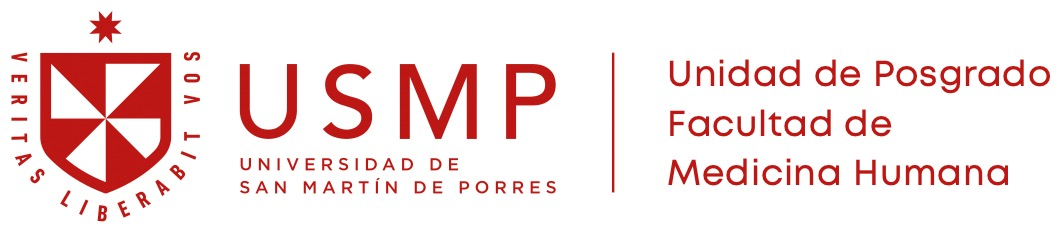 VERITAS LIBERABIT VOS
USMP
UNIVERSIDAD DE
SAN MARTÍN DE PORRES
Unidad de Posgrado
Facultad de
Medicina Humana